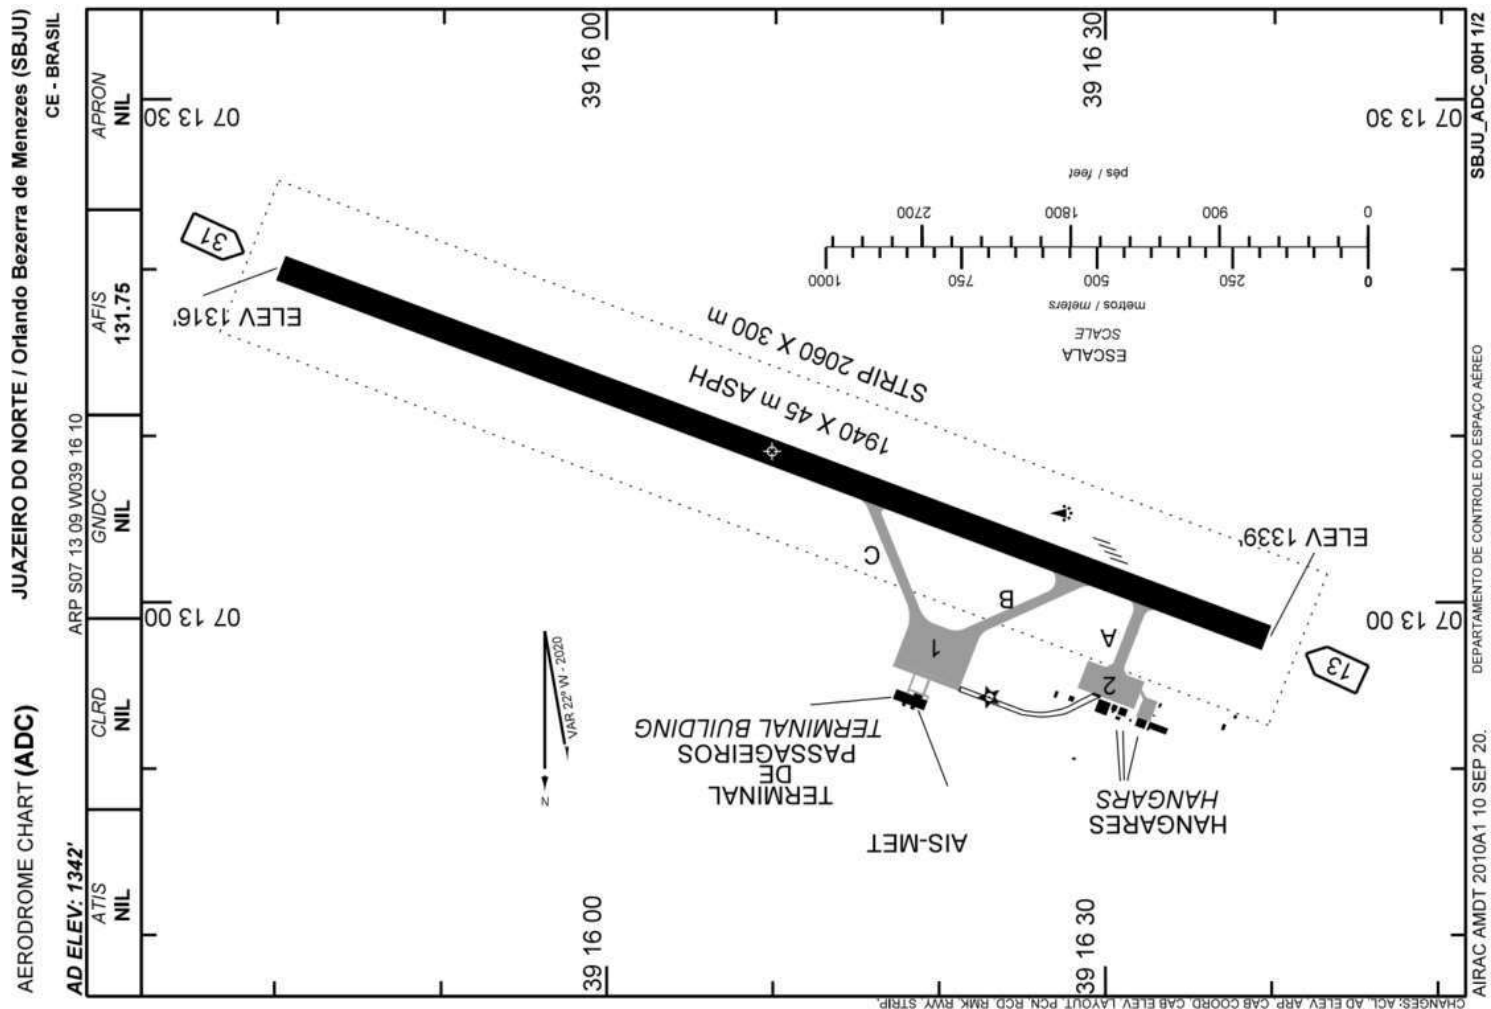 AERODROME CHART (ADC)
JUAZEIRO DO NORTE / Orlando Bezerra de Menezes (SBJU)
AD ELEV: 1342'
ARP S07 13 09 W039 16 10
CE - BRASIL
ATIS
NIL
CLRD
NIL
GNDC
NIL
AFIS
131.75
APRON
NIL
39 16 00
39 16 30
07 13 30
07 13 30
07 13 00
07 13 00
39 16 00
39 16 30
31
ELEV 1316'
STRIP 2060 X 300 m
1940 X 45 m ASPH
ELEV 1339'
13
C
B
A
1
2
ESCALA
SCALE
metros / meters
0
250
500
750
1000
0
900
1800
2700
pés / feet
N
VAR 22º W - 2020
TERMINAL
DE
PASSAGEIROS
TERMINAL BUILDING
AIS-MET
HANGARES
HANGARS
CHANGES: ACL, AD ELEV, ARP, CAB COORD, CAB ELEV, LAYOUT, PCN, RCD, RMK, RWY, STRIP.
AIRAC AMDT 2010A1 10 SEP 20.
DEPARTAMENTO DE CONTROLE DO ESPAÇO AÉREO
SBJU_ADC_00H 1/2